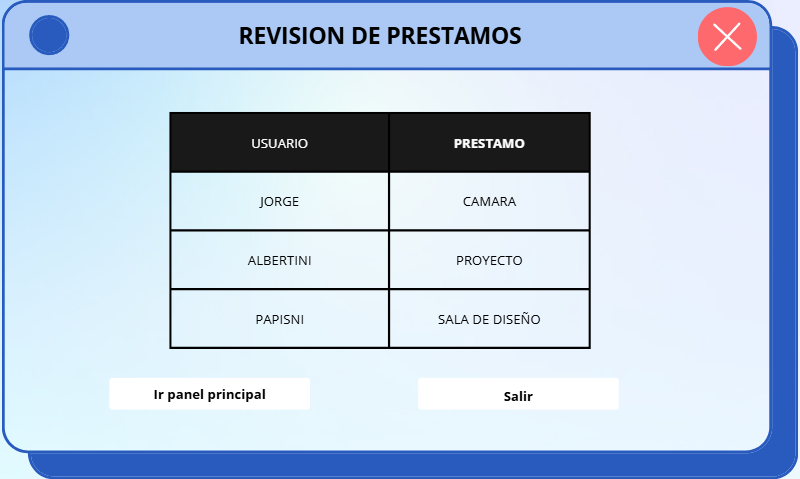 REVISION DE PRESTAMOS
USUARIO PRESTAMO
JORGE CAMARA
ALBERTINI PROYECTO
PAPISNI SALA DE DISEÑO
Ir panel principal Salir